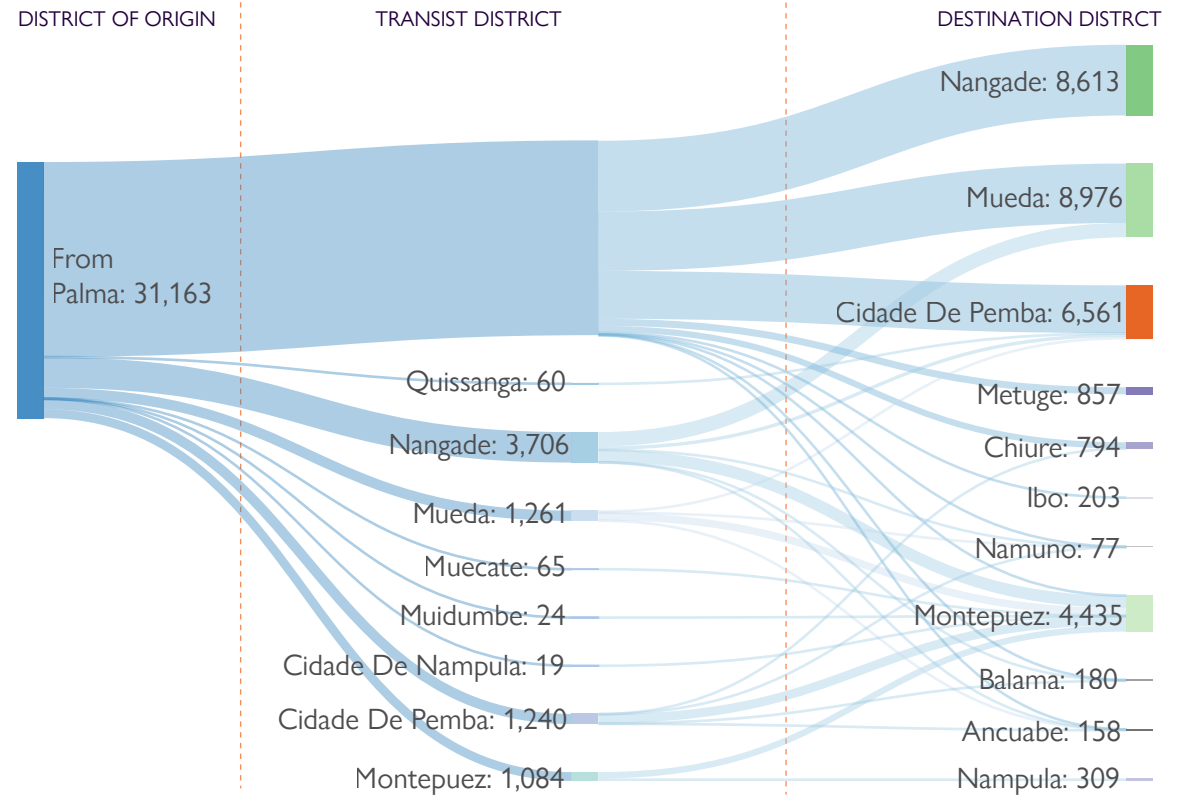 DISTRICT OF ORIGIN
TRANSIST DISTRICT
DESTINATION DISTRCT
From
Palma: 31,163
Quissanga: 60
Nangade: 3,706
Mueda: 1,261
Muecate: 65
Muidumbe: 24
Cidade De Nampula: 19
Cidade De Pemba: 1,240
Montepuez: 1,084
Nangade: 8,613
Mueda: 8,976
Cidade De Pemba: 6,561
Metuge: 857
Chiure: 794
Ibo: 203
Namuno: 77
Montepuez: 4,435
Balama: 180
Ancuabe: 158
Nampula: 309